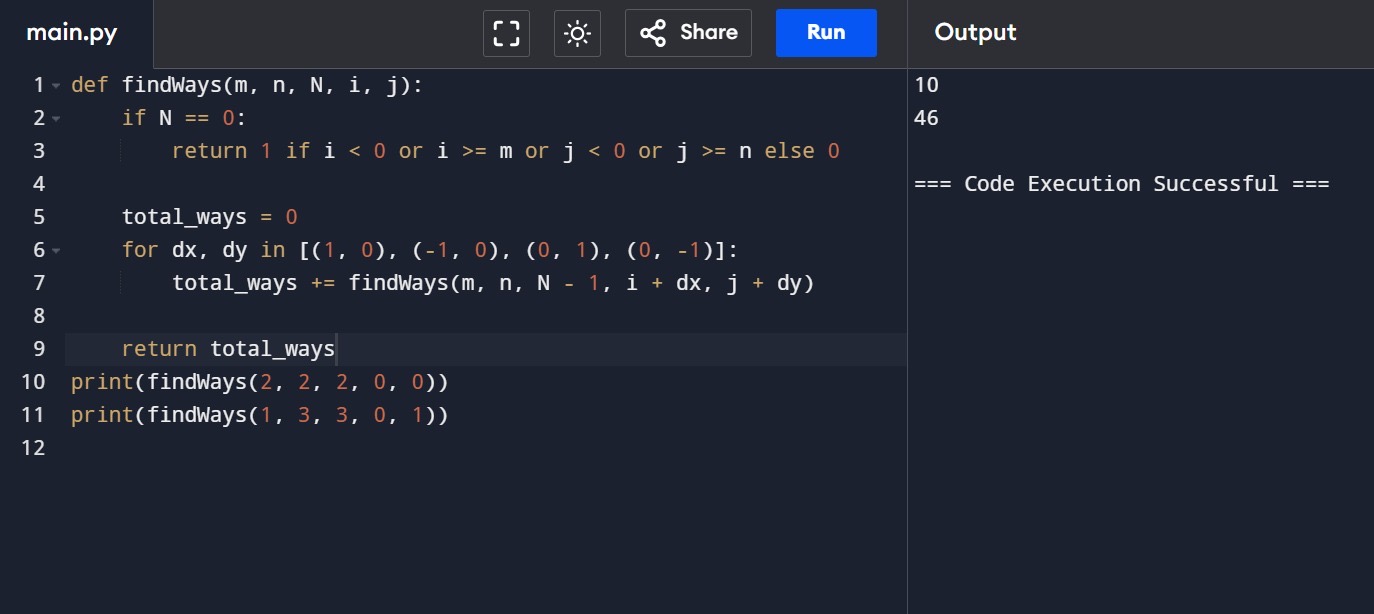 main.py
Share
Run
Output
1 def findWays(m, n, N, i, j):
2     if N == 0:
3         return 1 if i < 0 or i >= m or j < 0 or j >= n else 0
4
5     total_ways = 0
6     for dx, dy in [(1, 0), (-1, 0), (0, 1), (0, -1)]:
7         total_ways += findWays(m, n, N - 1, i + dx, j + dy)
8
9     return total_ways
10 print(findWays(2, 2, 2, 0, 0))
11 print(findWays(1, 3, 3, 0, 1))
12
10
46
=== Code Execution Successful ===